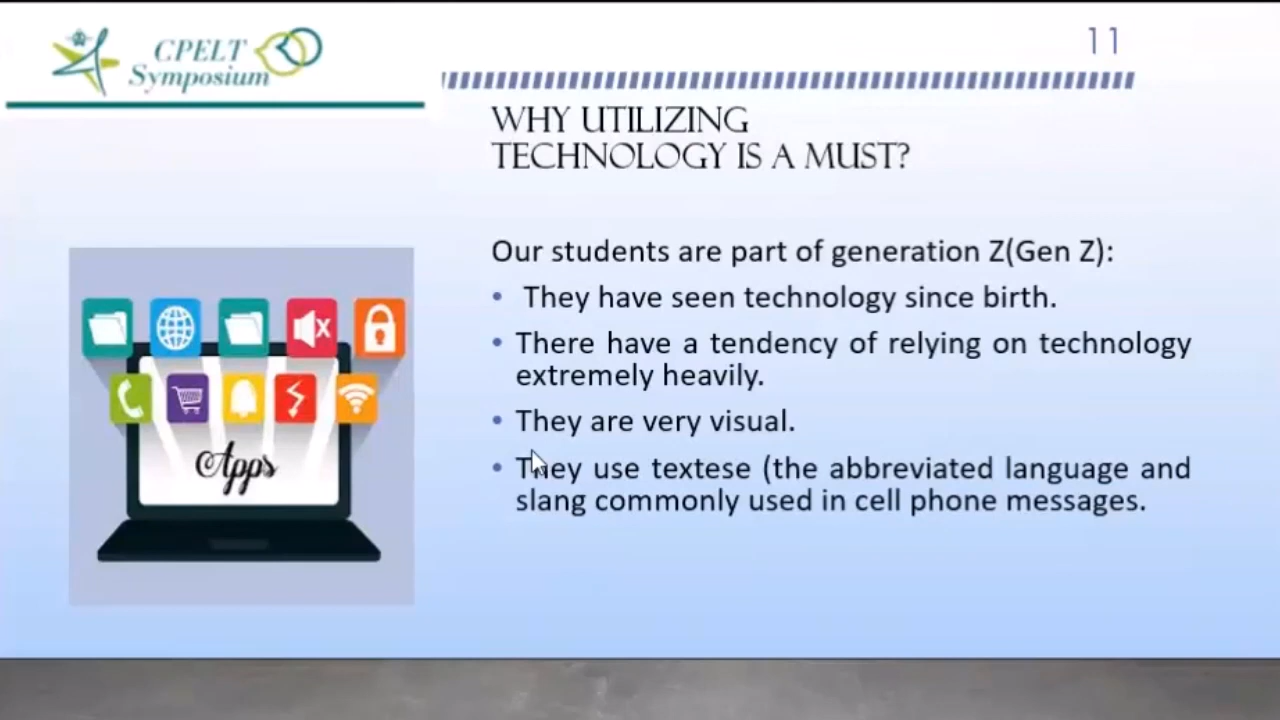 CPELT
Symposium
11
WHY UTILIZING
TECHNOLOGY IS A MUST?
Our students are part of generation Z(Gen Z):
• They have seen technology since birth.
• There have a tendency of relying on technology
extremely heavily.
• They are very visual.
• They use textese (the abbreviated language and
slang commonly used in cell phone messages.
Apps